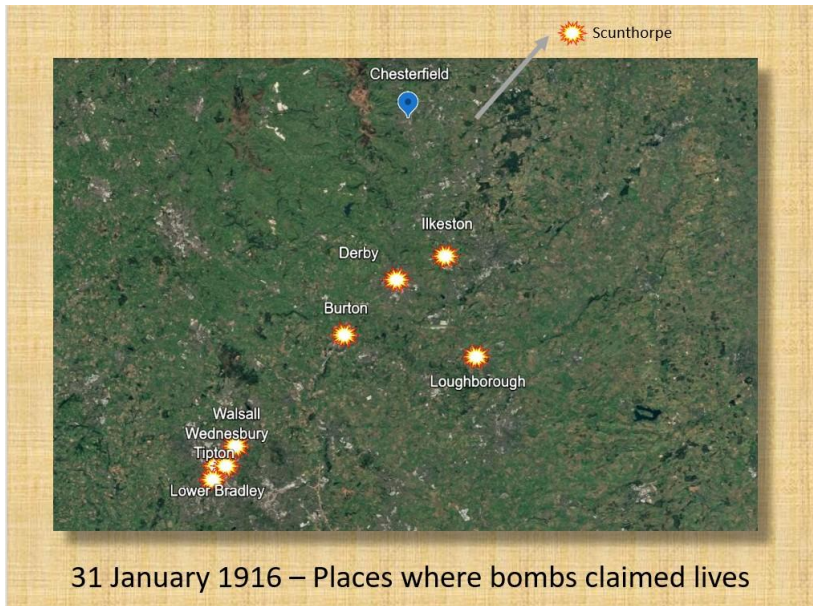 Scunthorpe
Chesterfield
Ilkeston
Derby
Burton
Loughborough
Walsall
Wednesbury
Tipton
Lower Bradley
31 January 1916 – Places where bombs claimed lives